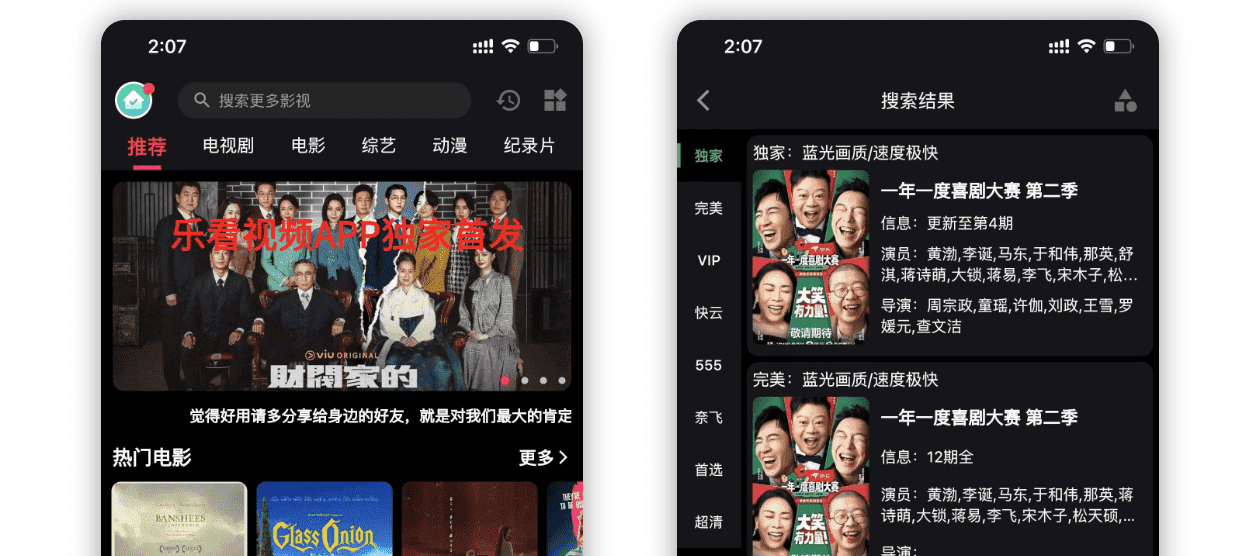 2:07
搜索更多影视
推荐 电视剧 电影 综艺 动漫 纪录片
乐看视频APP独家首发
viu ORIGINAL
財閥家的
觉得好用请多分享给身边的好友，就是对我们最大的肯定
热门电影 更多
BANSHEES
Glass Onion
2:07
搜索结果
独家
完美
VIP
快云
555
奈飞
首选
超清
独家：蓝光画质/速度极快
一年一度喜剧大赛
大笑
有力量!
敬请期待
一年一度喜剧大赛 第二季
信息：更新至第4期
演员：黄渤,李诞,马东,于和伟,那英,舒
淇,蒋诗萌,大锁,蒋易,李飞,宋木子,松...
导演：周宗政,童瑶,许伽,刘政,王雪,罗
媛元,查文洁
完美：蓝光画质/速度极快
一年一度喜剧大赛
大笑
有力量!
一年一度喜剧大赛 第二季
信息：12期全
演员：黄渤,李诞,马东,于和伟,那英,蒋
诗萌,大锁,蒋易,李飞,宋木子,松天硕,...
导演：